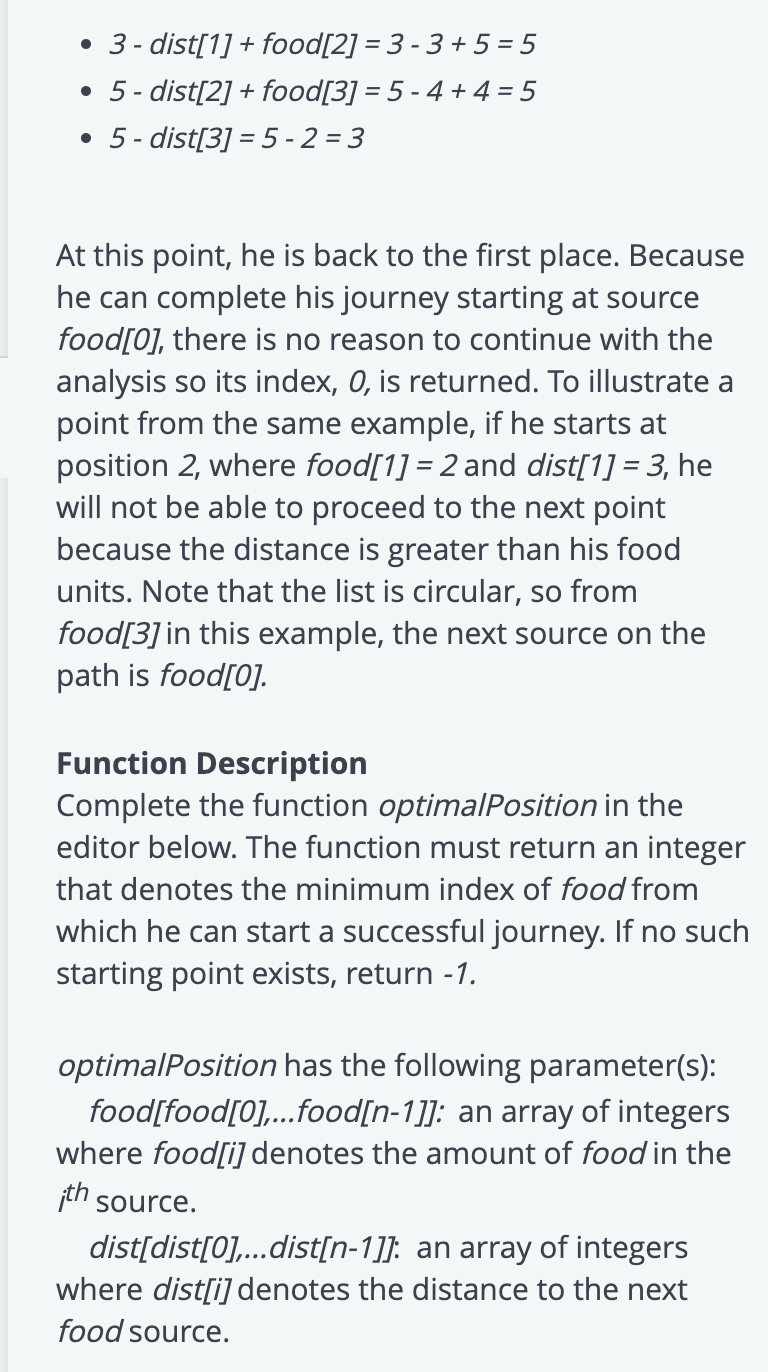 • 3 - dist[1] + food[2] = 3 - 3 + 5 = 5
• 5 - dist[2] + food[3] = 5 - 4 + 4 = 5
• 5 - dist[3] = 5 - 2 = 3
At this point, he is back to the first place. Because
he can complete his journey starting at source
food[0], there is no reason to continue with the
analysis so its index, 0, is returned. To illustrate a
point from the same example, if he starts at
position 2, where food[1] = 2 and dist[1] = 3, he
will not be able to proceed to the next point
because the distance is greater than his food
units. Note that the list is circular, so from
food[3] in this example, the next source on the
path is food[0].
Function Description
Complete the function optimalPosition in the
editor below. The function must return an integer
that denotes the minimum index of food from
which he can start a successful journey. If no such
starting point exists, return -1.
optimalPosition has the following parameter(s):
food[food[0],...food[n-1]]: an array of integers
where food[i] denotes the amount of food in the
ith source.
dist[dist[0],...dist[n-1]]: an array of integers
where dist[i] denotes the distance to the next
food source.